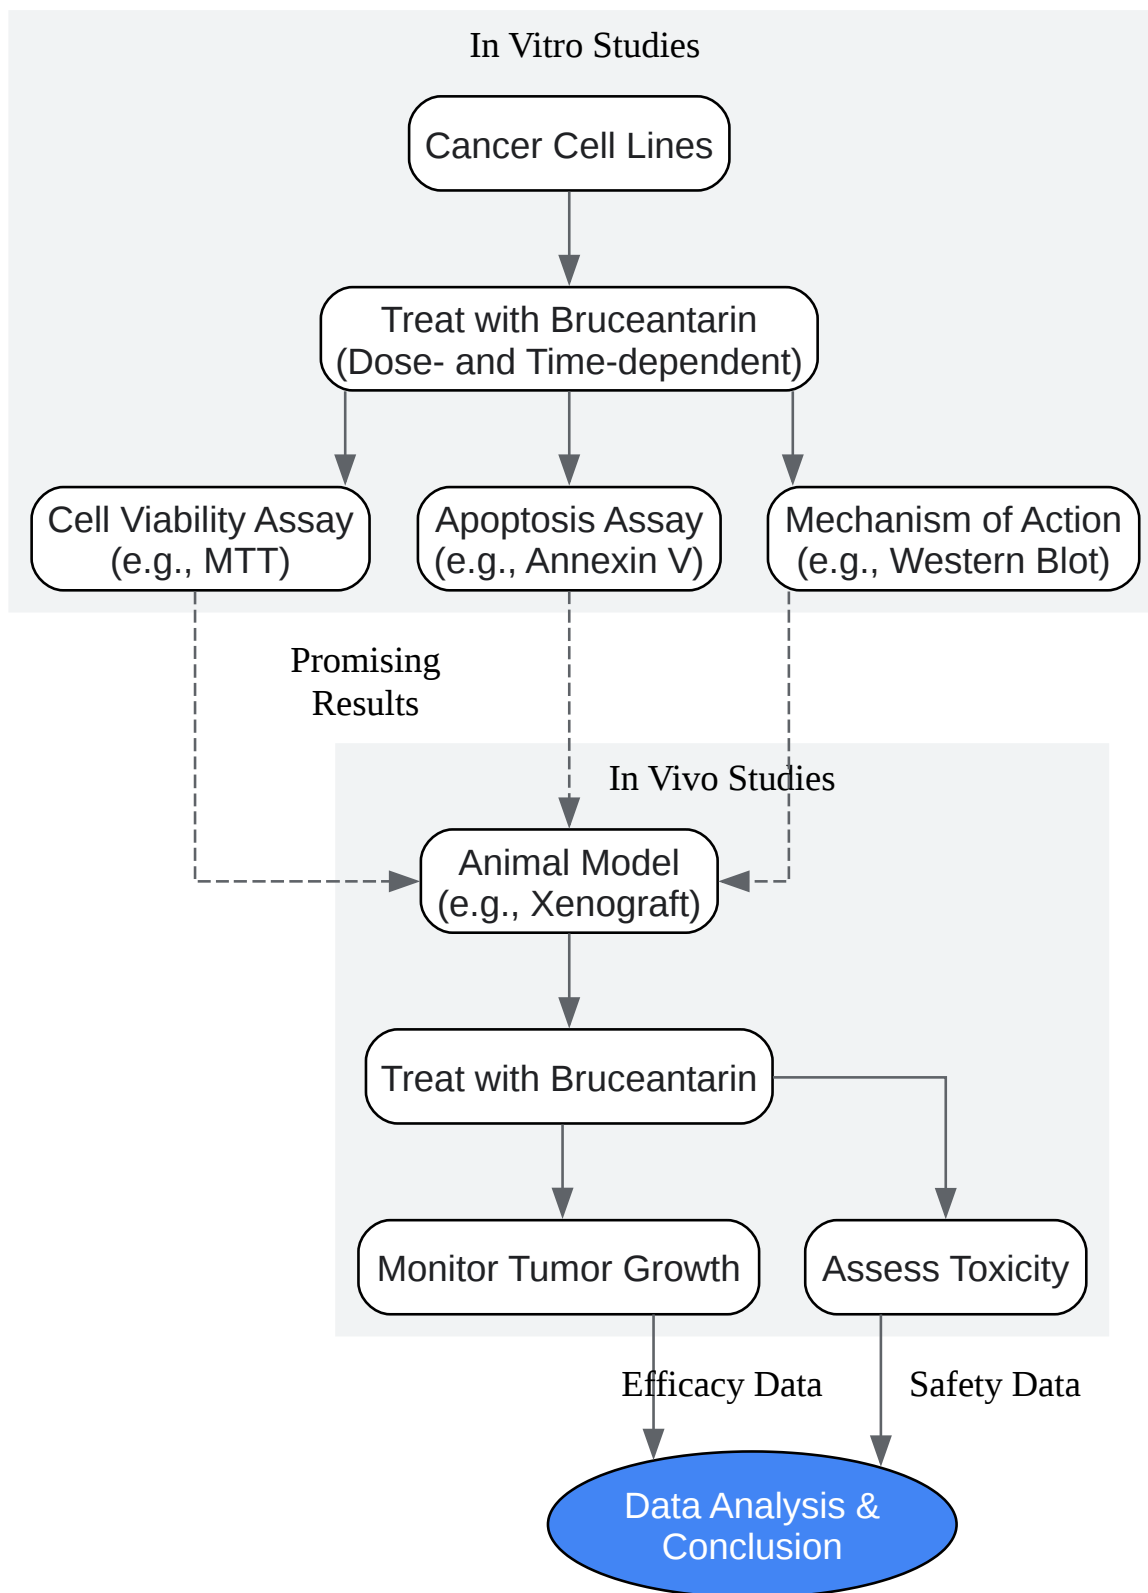 In Vitro Studies
Cancer Cell Lines
Treat with Bruceantarin
(Dose- and Time-dependent)
Cell Viability Assay
(e.g., MTT)
Apoptosis Assay
(e.g., Annexin V)
Mechanism of Action
(e.g., Western Blot)
Promising
Results
In Vivo Studies
Animal Model
(e.g., Xenograft)
Treat with Bruceantarin
Monitor Tumor Growth
Assess Toxicity
Efficacy Data
Safety Data
Data Analysis &
Conclusion